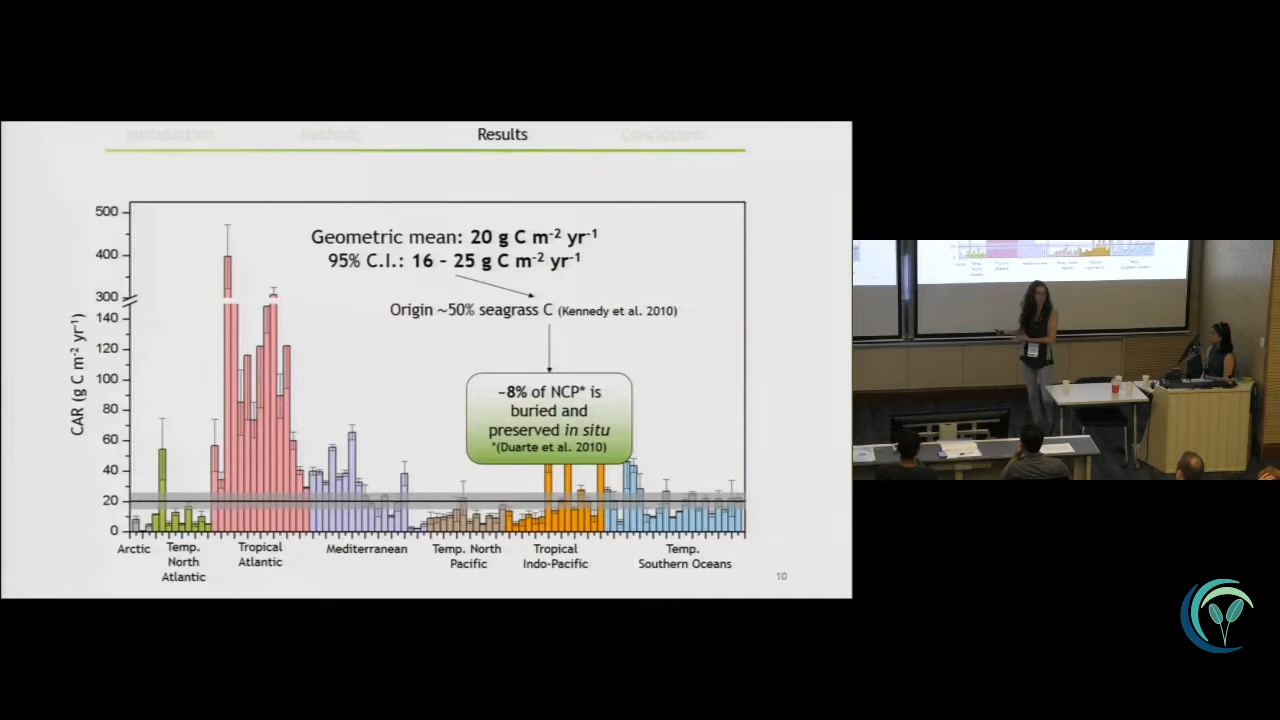 Introduction Methods Results Conclusions
500
400
300
140
120
100
80
60
40
20
0
CAR (g C m-2 yr-1)
Geometric mean: 20 g C m-2 yr-1
95% C.I.: 16 – 25 g C m-2 yr-1
Origin ~50% seagrass C (Kennedy et al. 2010)
~8% of NCP* is
buried and
preserved in situ
*(Duarte et al. 2010)
Arctic
Temp.
North
Atlantic
Tropical
Atlantic
Mediterranean
Temp. North
Pacific
Tropical
Indo-Pacific
Temp.
Southern Oceans
10